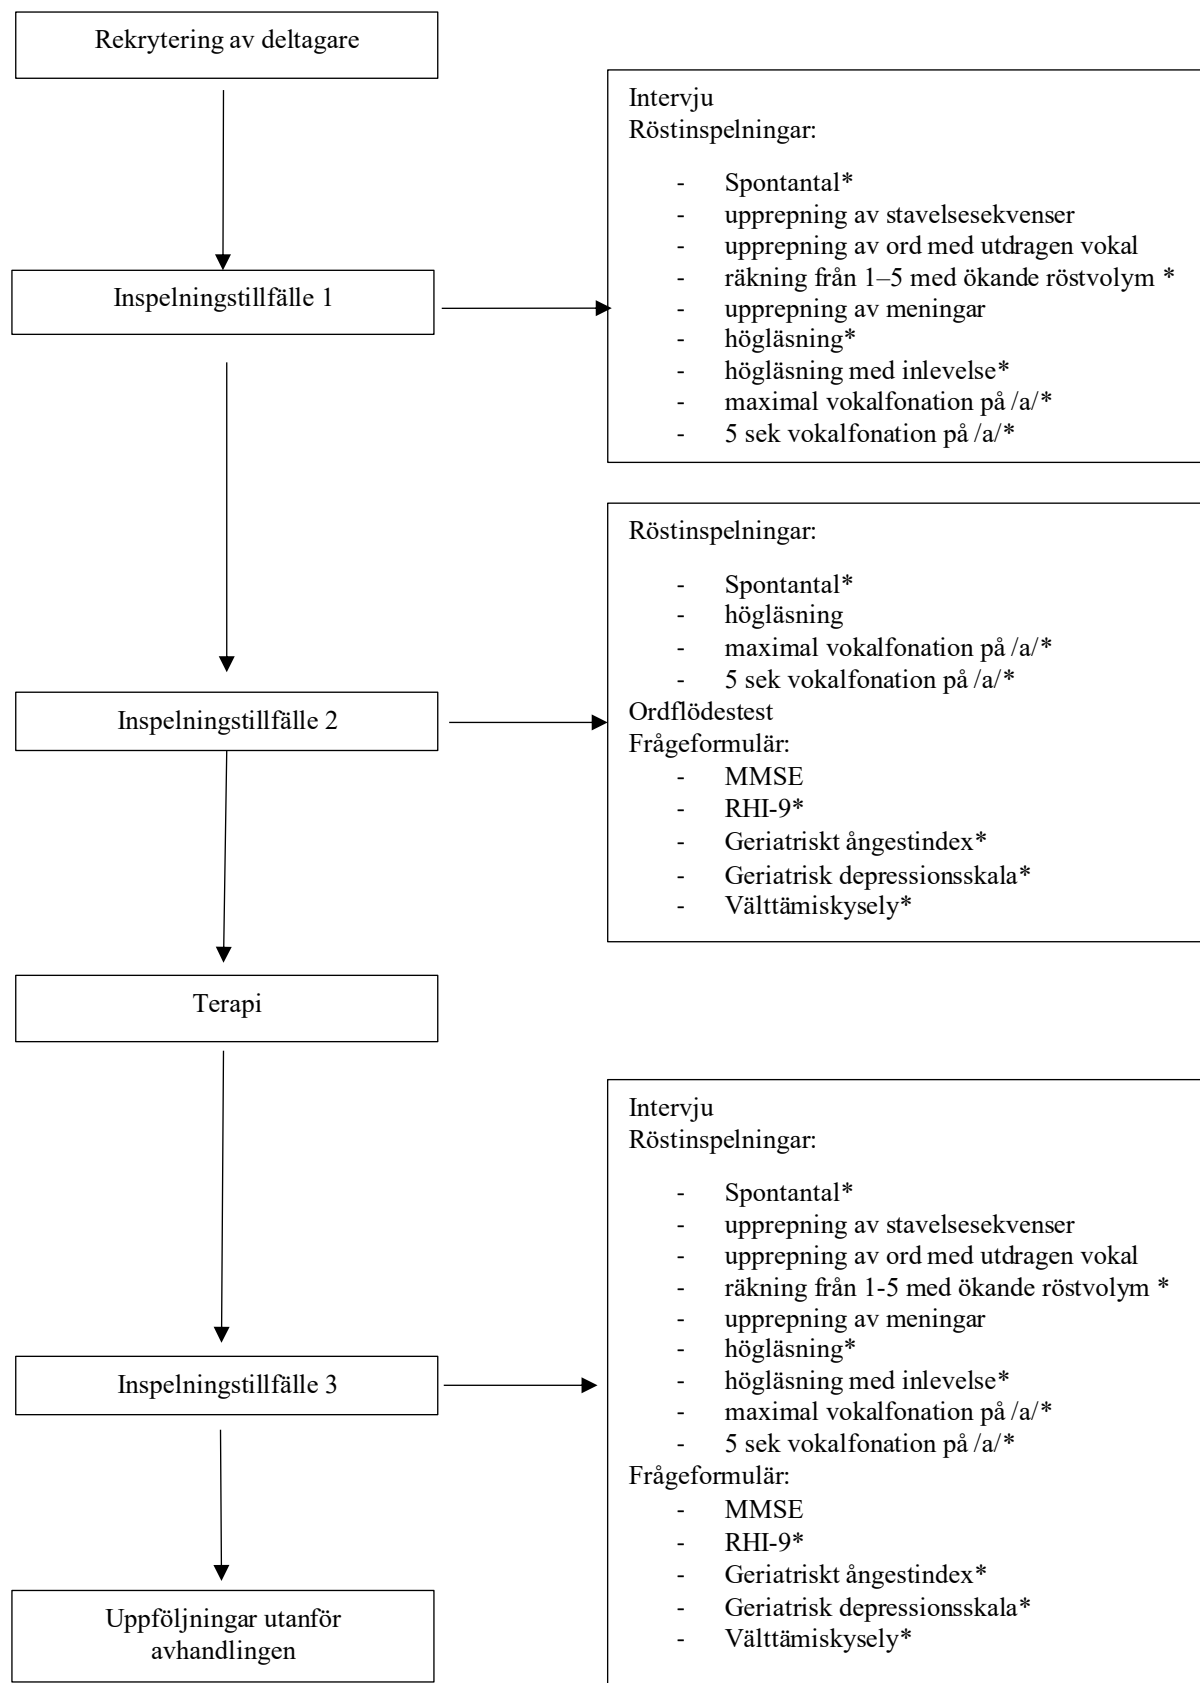 Rekrytering av deltagare
Intervju
Röstinspelningar:
- Spontantal*
- upprepning av stavelsesekvenser
- upprepning av ord med utdragen vokal
- räkning från 1–5 med ökande röstvolym *
- upprepning av meningar
- högläsning*
- högläsning med inlevelse*
- maximal vokalfonation på /a/*
- 5 sek vokalfonation på /a/*
Inspelningstillfälle 1
Röstinspelningar:
- Spontantal*
- högläsning
- maximal vokalfonation på /a/*
- 5 sek vokalfonation på /a/*
Ordflödestest
Frågeformulär:
- MMSE
- RHI-9*
- Geriatriskt ångestindex*
- Geriatrisk depressionsskala*
- Välttämiskysely*
Inspelningstillfälle 2
Terapi
Intervju
Röstinspelningar:
- Spontantal*
- upprepning av stavelsesekvenser
- upprepning av ord med utdragen vokal
- räkning från 1-5 med ökande röstvolym *
- upprepning av meningar
- högläsning*
- högläsning med inlevelse*
- maximal vokalfonation på /a/*
- 5 sek vokalfonation på /a/*
Frågeformulär:
- MMSE
- RHI-9*
- Geriatriskt ångestindex*
- Geriatrisk depressionsskala*
- Välttämiskysely*
Inspelningstillfälle 3
Uppföljningar utanför
avhandlingen